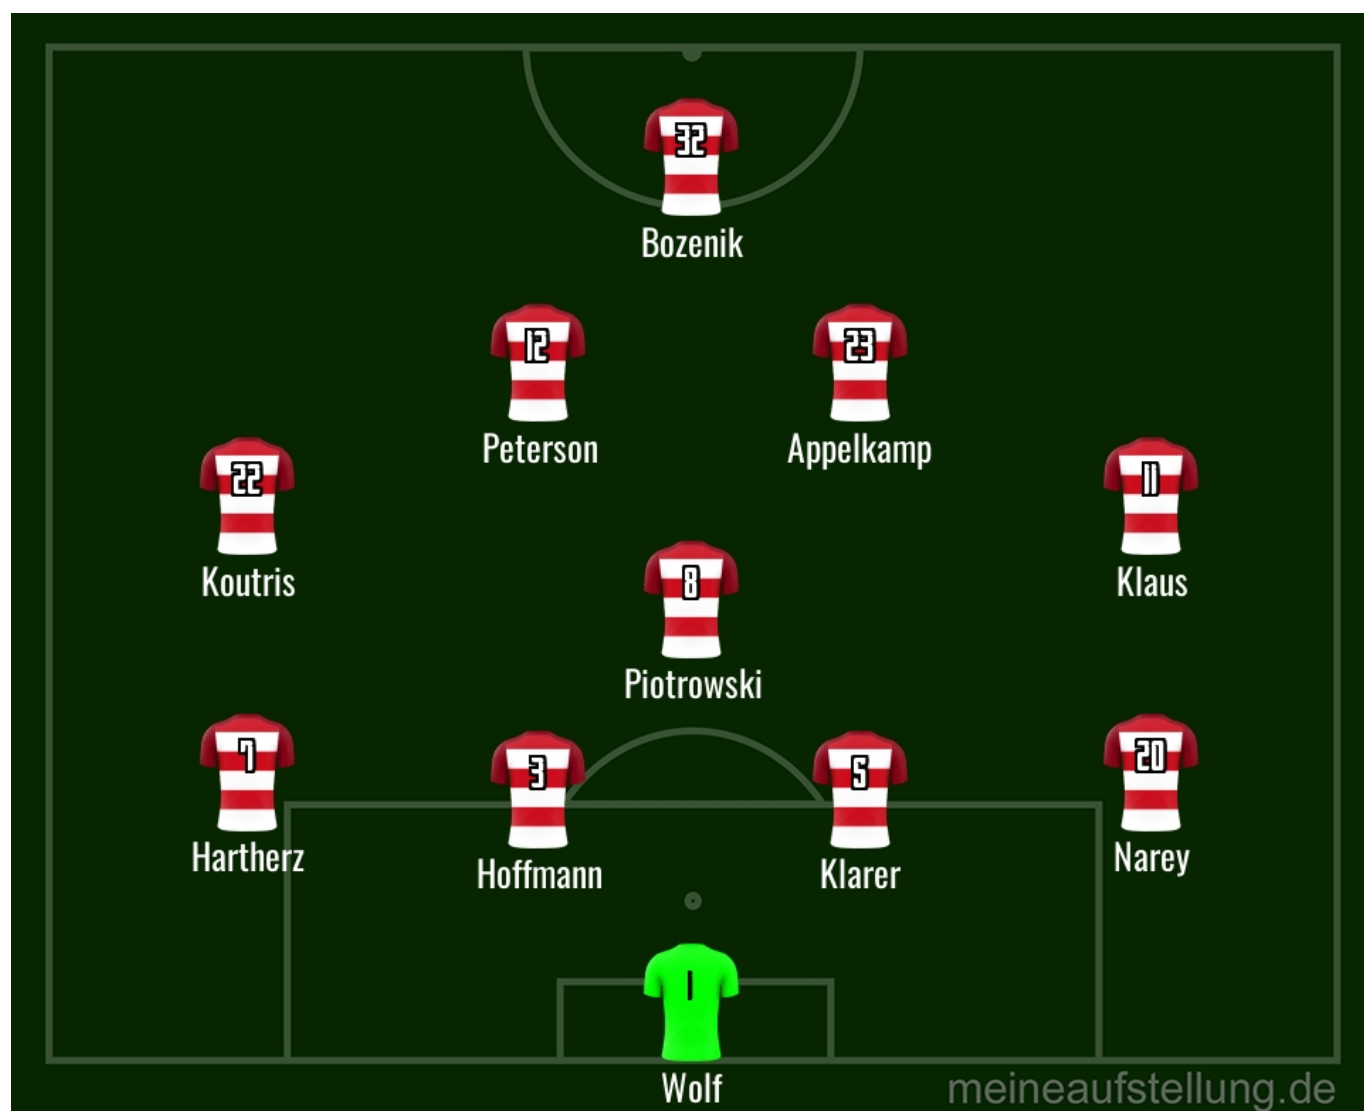 32
Bozenik
12
Peterson
23
Appelkamp
22
Koutris
11
Klaus
8
Piotrowski
7
Hartherz
3
Hoffmann
5
Klarer
20
Narey
1
Wolf
meineaufstellung.de